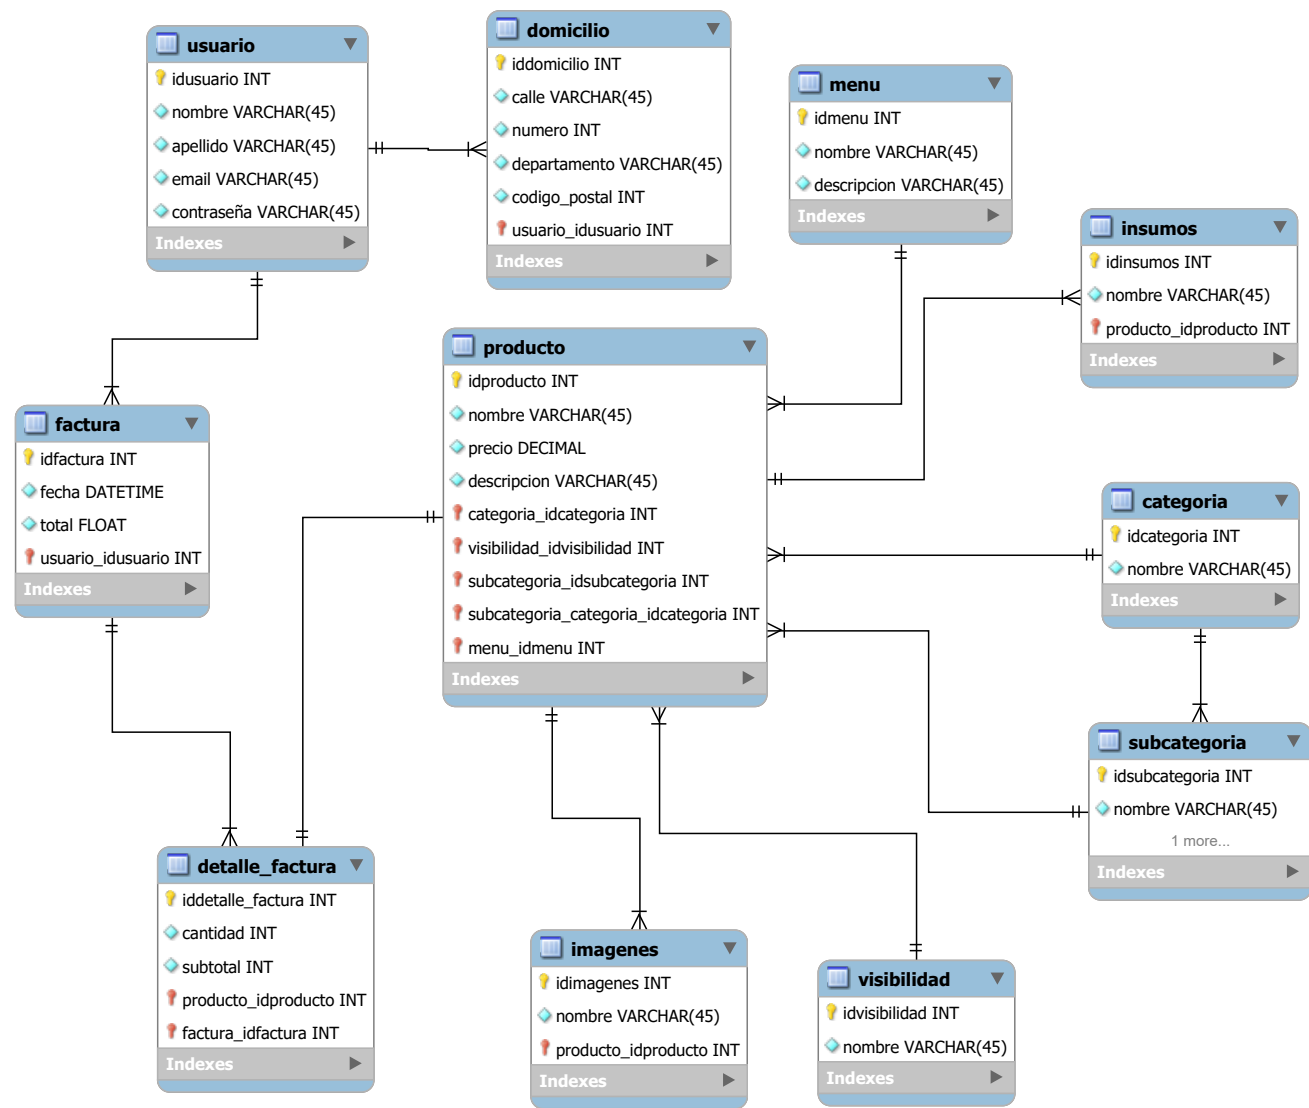 usuario
idusuario INT
nombre VARCHAR(45)
apellido VARCHAR(45)
email VARCHAR(45)
contraseña VARCHAR(45)
Indexes
domicilio
iddomicilio INT
calle VARCHAR(45)
numero INT
departamento VARCHAR(45)
codigo_postal INT
usuario_idusuario INT
Indexes
menu
idmenu INT
nombre VARCHAR(45)
descripcion VARCHAR(45)
Indexes
insumos
idinsumos INT
nombre VARCHAR(45)
producto_idproducto INT
Indexes
producto
idproducto INT
nombre VARCHAR(45)
precio DECIMAL
descripcion VARCHAR(45)
categoria_idcategoria INT
visibilidad_idvisibilidad INT
subcategoria_idsubcategoria INT
subcategoria_categoria_idcategoria INT
menu_idmenu INT
Indexes
factura
idfactura INT
fecha DATETIME
total FLOAT
usuario_idusuario INT
Indexes
categoria
idcategoria INT
nombre VARCHAR(45)
Indexes
subcategoria
idsubcategoria INT
nombre VARCHAR(45)
1 more...
Indexes
detalle_factura
iddetalle_factura INT
cantidad INT
subtotal INT
producto_idproducto INT
factura_idfactura INT
Indexes
imagenes
idimagenes INT
nombre VARCHAR(45)
producto_idproducto INT
Indexes
visibilidad
idvisibilidad INT
nombre VARCHAR(45)
Indexes